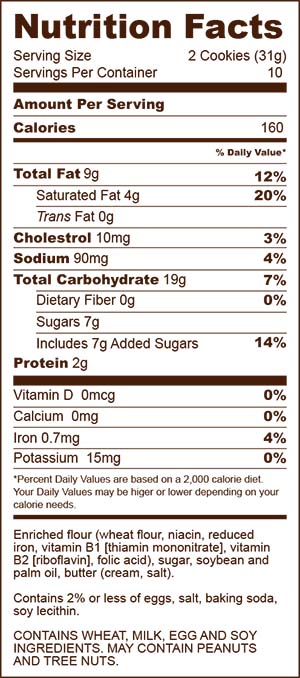 Nutrition Facts
Serving Size 2 Cookies (31g)
Servings Per Container 10
Amount Per Serving
Calories 160
% Daily Value*
Total Fat 9g 12%
Saturated Fat 4g 20%
Trans Fat 0g
Cholestrol 10mg 3%
Sodium 90mg 4%
Total Carbohydrate 19g 7%
Dietary Fiber 0g 0%
Sugars 7g
Includes 7g Added Sugars 14%
Protein 2g
Vitamin D 0mcg 0%
Calcium 0mg 0%
Iron 0.7mg 4%
Potassium 15mg 0%
*Percent Daily Values are based on a 2,000 calorie diet.
Your Daily Values may be higer or lower depending on your
calorie needs.
Enriched flour (wheat flour, niacin, reduced
iron, vitamin B1 [thiamin mononitrate], vitamin
B2 [riboflavin], folic acid), sugar, soybean and
palm oil, butter (cream, salt).
Contains 2% or less of eggs, salt, baking soda,
soy lecithin.
CONTAINS WHEAT, MILK, EGG AND SOY
INGREDIENTS. MAY CONTAIN PEANUTS
AND TREE NUTS.